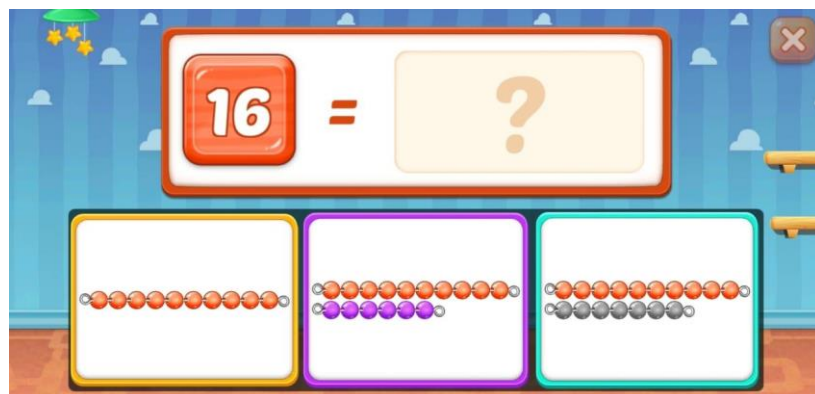 16 = ?